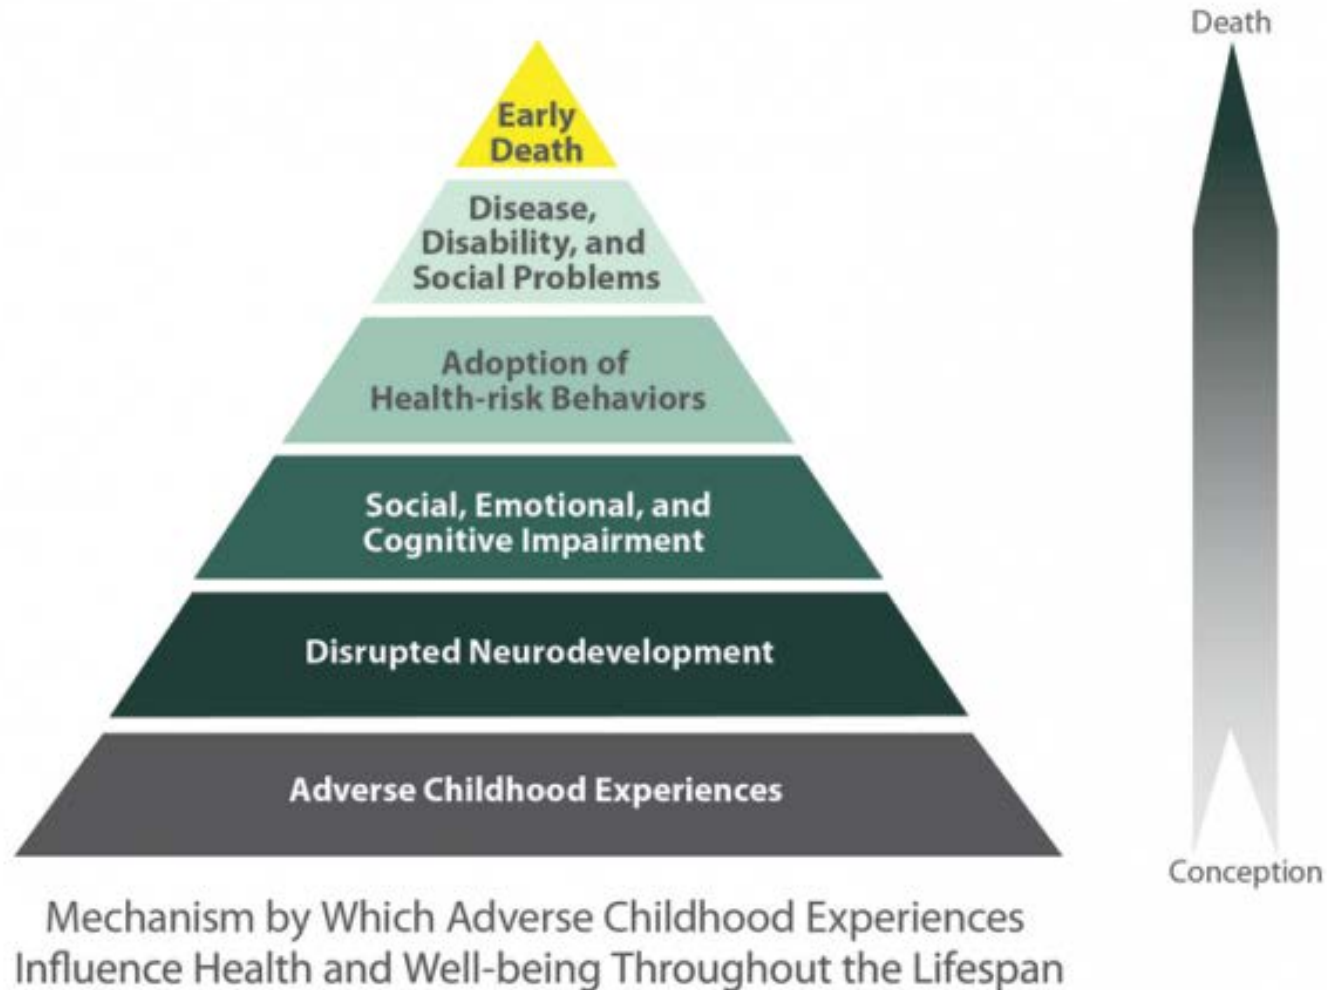 Death
Early
Death
Disease,
Disability, and
Social Problems
Adoption of
Health-risk Behaviors
Social, Emotional, and
Cognitive Impairment
Disrupted Neurodevelopment
Adverse Childhood Experiences
Conception
Mechanism by Which Adverse Childhood Experiences
Influence Health and Well-being Throughout the Lifespan